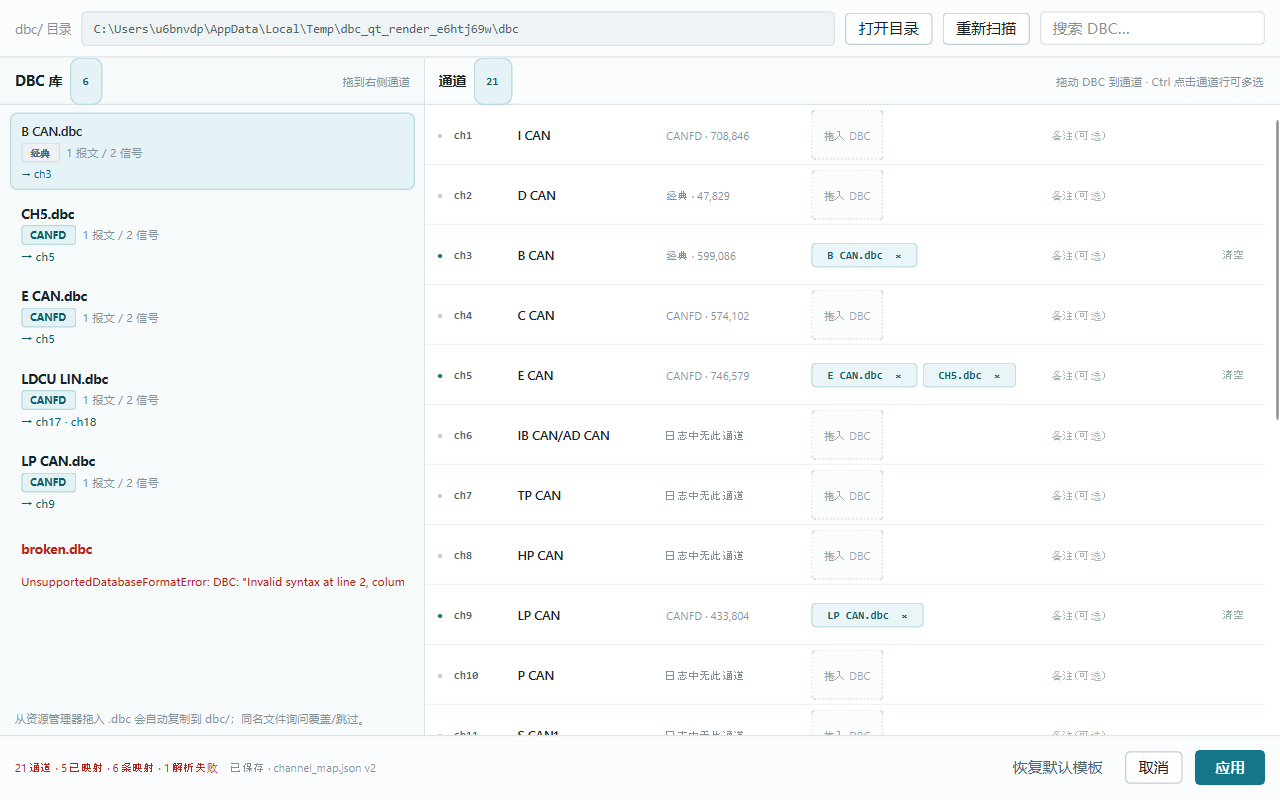 dbc/ 目录 C:\Users\u6bnvdp\AppData\Local\Temp\dbc_qt_render_e6htj69w\dbc 打开目录 重新扫描 搜索 DBC...
DBC 库 6 拖到右侧通道
B CAN.dbc
经典 1 报文 / 2 信号
→ ch3
CH5.dbc
CANFD 1 报文 / 2 信号
→ ch5
E CAN.dbc
CANFD 1 报文 / 2 信号
→ ch5
LDCU LIN.dbc
CANFD 1 报文 / 2 信号
→ ch17 · ch18
LP CAN.dbc
CANFD 1 报文 / 2 信号
→ ch9
broken.dbc
UnsupportedDatabaseFormatError: DBC: "Invalid syntax at line 2, colum
从资源管理器拖入 .dbc 会自动复制到 dbc/；同名文件询问覆盖/跳过。
通道 21 拖动 DBC 到通道 · Ctrl 点击通道行可多选
ch1 I CAN CANFD · 708,846 拖入 DBC 备注(可选)
ch2 D CAN 经典 · 47,829 拖入 DBC 备注(可选)
ch3 B CAN 经典 · 599,086 B CAN.dbc × 备注(可选) 清空
ch4 C CAN CANFD · 574,102 拖入 DBC 备注(可选)
ch5 E CAN CANFD · 746,579 E CAN.dbc × CH5.dbc × 备注(可选) 清空
ch6 IB CAN/AD CAN 日志中无此通道 拖入 DBC 备注(可选)
ch7 TP CAN 日志中无此通道 拖入 DBC 备注(可选)
ch8 HP CAN 日志中无此通道 拖入 DBC 备注(可选)
ch9 LP CAN CANFD · 433,804 LP CAN.dbc × 备注(可选) 清空
ch10 P CAN 日志中无此通道 拖入 DBC 备注(可选)
ch11 S CAN1 日志中无此通道 拖入 DBC 备注(可选)
21 通道 · 5 已映射 · 6 条映射 · 1 解析失败 已保存 · channel_map.json v2 恢复默认模板 取消 应用